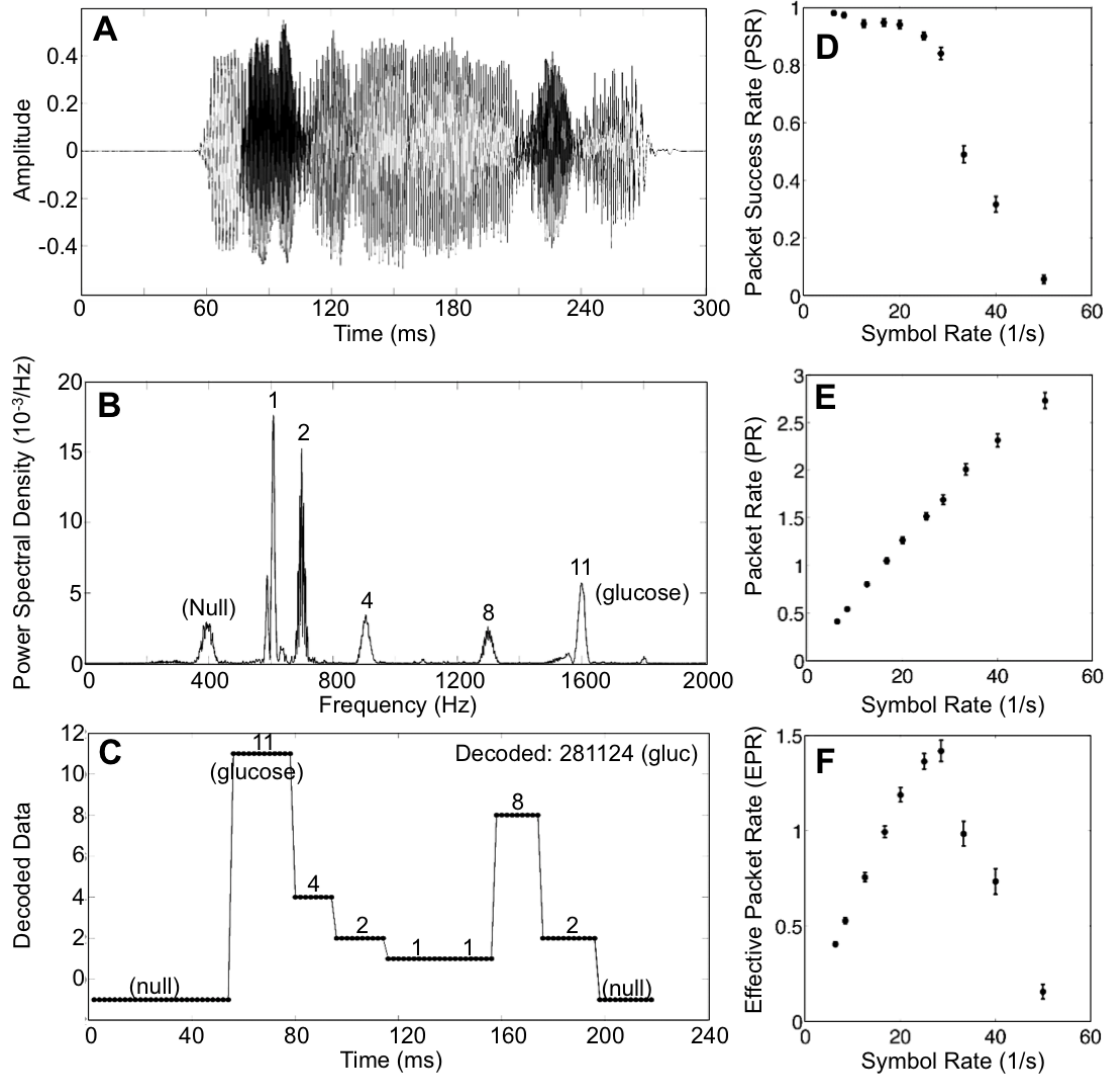 A
0.4
0.2
0
-0.2
-0.4
Amplitude
0 60 120 180 240 300
Time (ms)
B
20
15
10
5
0
Power Spectral Density (10⁻³/Hz)
(Null)
1
2
4
8
11
(glucose)
0 400 800 1200 1600 2000
Frequency (Hz)
C
12
10
8
6
4
2
0
Decoded Data
Decoded: 281124 (gluc)
(null)
11
(glucose)
4
2
1 1
8
2
(null)
0 40 80 120 160 200 240
Time (ms)
D
1
0.8
0.6
0.4
0.2
0
Packet Success Rate (PSR)
0 20 40 60
Symbol Rate (1/s)
E
3
2.5
2
1.5
1
0.5
0
Packet Rate (PR)
0 20 40 60
Symbol Rate (1/s)
F
1.5
1
0.5
0
Effective Packet Rate (EPR)
0 20 40 60
Symbol Rate (1/s)